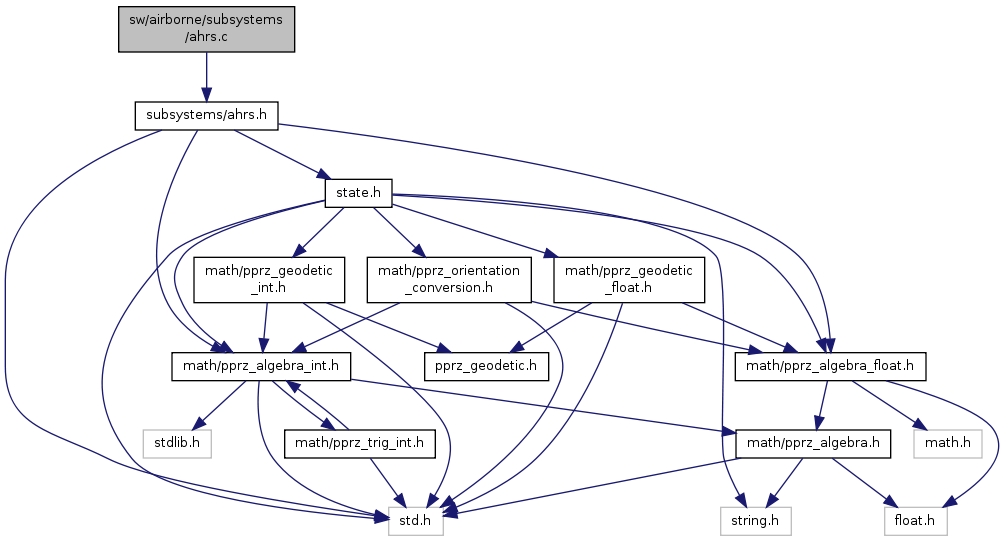 sw/airborne/subsystems
/ahrs.c
subsystems/ahrs.h
state.h
math/pprz_geodetic
_int.h
math/pprz_orientation
_conversion.h
math/pprz_geodetic
_float.h
math/pprz_algebra_int.h
pprz_geodetic.h
math/pprz_algebra_float.h
stdlib.h
math/pprz_trig_int.h
math/pprz_algebra.h
math.h
std.h
string.h
float.h